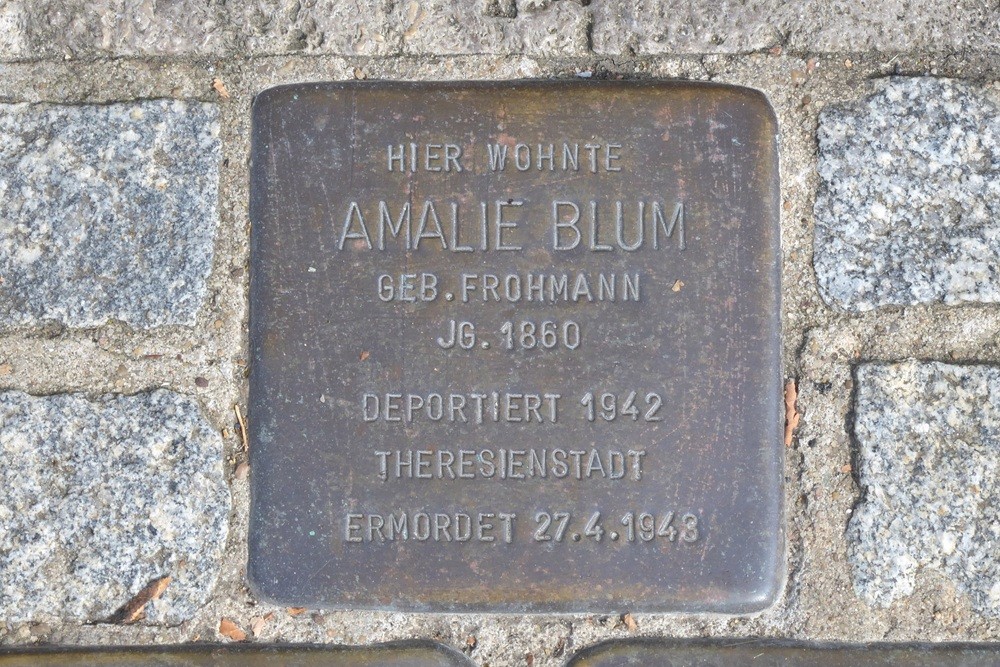 HIER WOHNTE
AMALIE BLUM
GEB. FROHMANN
JG. 1860
DEPORTIERT 1942
THERESIENSTADT
ERMORDET 27.4.1943